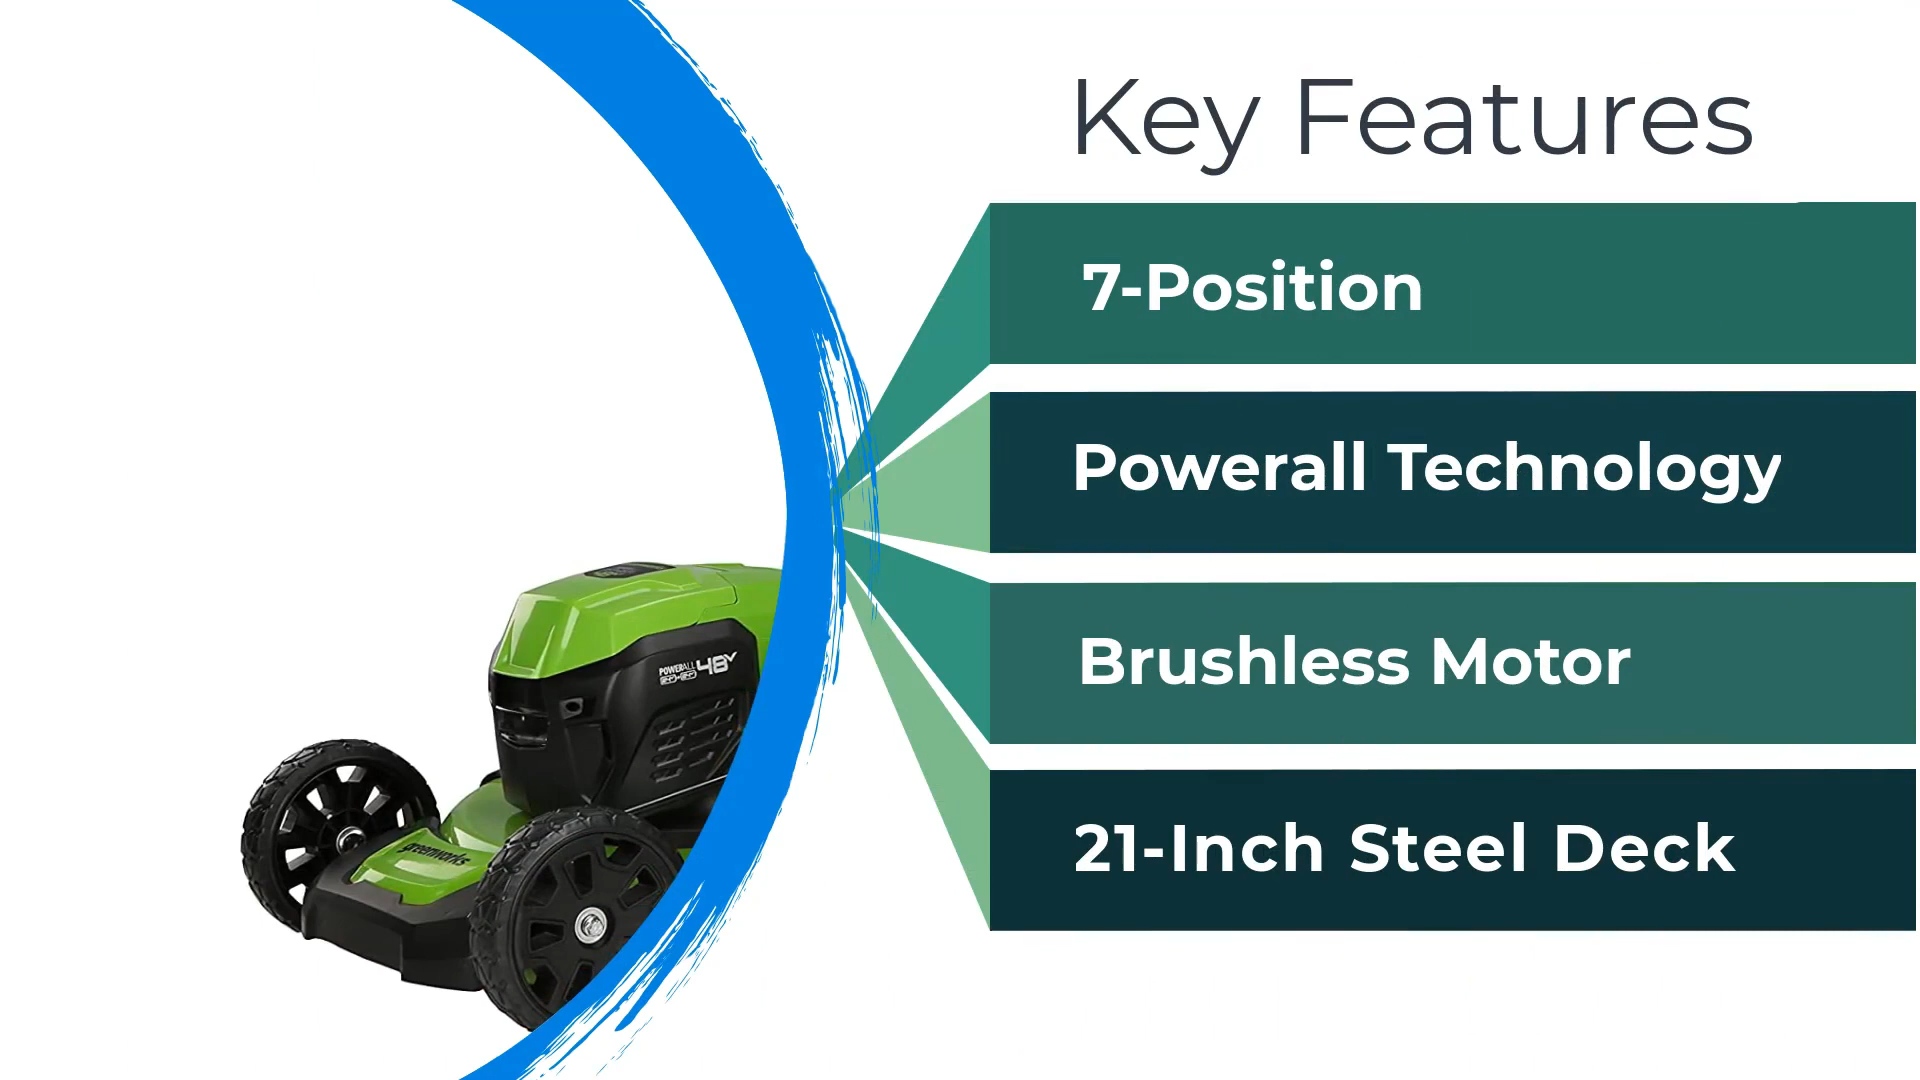 Key Features
7-Position
Powerall Technology
Brushless Motor
21-Inch Steel Deck
POWERALL 48V
greenworks